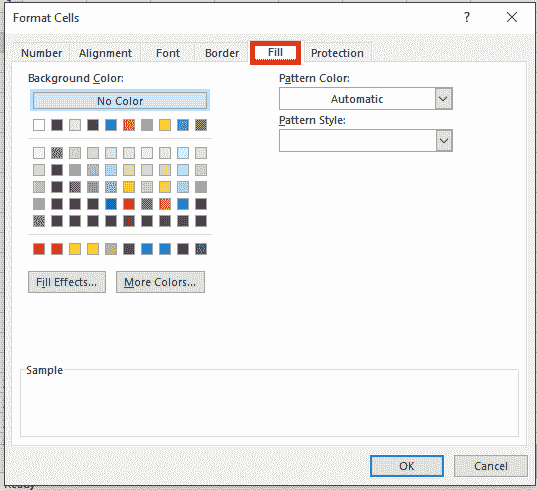 Format Cells
?
Number Alignment Font Border Fill Protection
Background Color:
No Color
Pattern Color:
Automatic
Pattern Style:
Fill Effects...
More Colors...
Sample
OK
Cancel
Ready